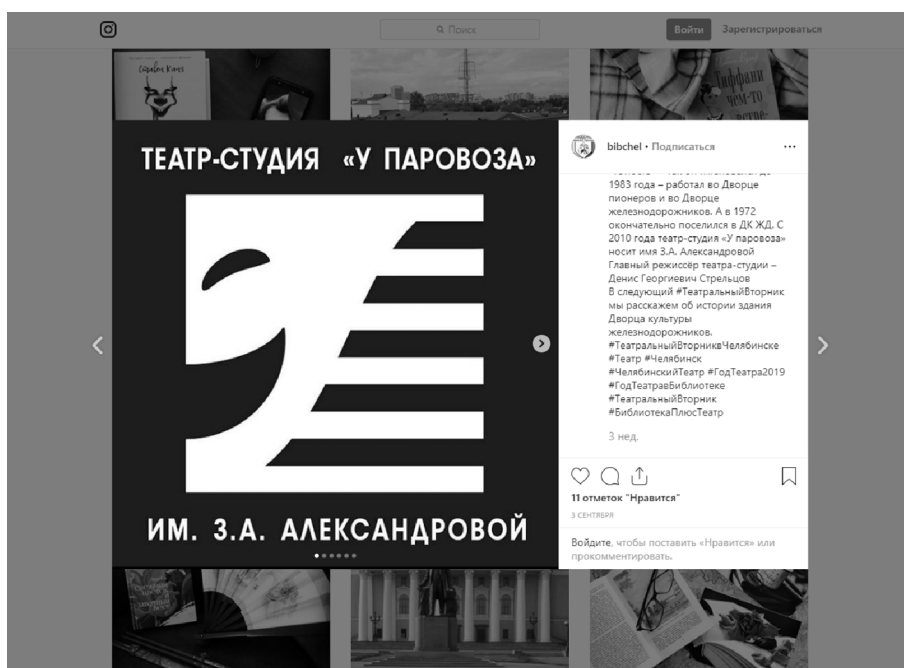 Поиск
Войти
Зарегистрироваться
ТЕАТР-СТУДИЯ «У ПАРОВОЗА»
ИМ. З.А. АЛЕКСАНДРОВОЙ
bibchel • Подписаться
1983 года – работал во Дворце
пионеров и во Дворце
железнодорожников. А в 1972
окончательно поселился в ДК ЖД. С
2010 года театр-студия «У паровоза»
носит имя З.А. Александровой
Главный режиссёр театра-студии –
Денис Георгиевич Стрельцов
В следующий #ТеатральныйВторник
мы расскажем об истории здания
Дворца культуры
железнодорожников.
#ТеатральныйВторниквЧелябинске
#Театр #Челябинск
#ЧелябинскийТеатр #ГодТеатра2019
#ГодТеатравБиблиотеке
#ТеатральныйВторник
#БиблиотекаПлюсТеатр
3 нед.
11 отметок "Нравится"
3 СЕНТЯБРЯ
Войдите, чтобы поставить «Нравится» или
прокомментировать.